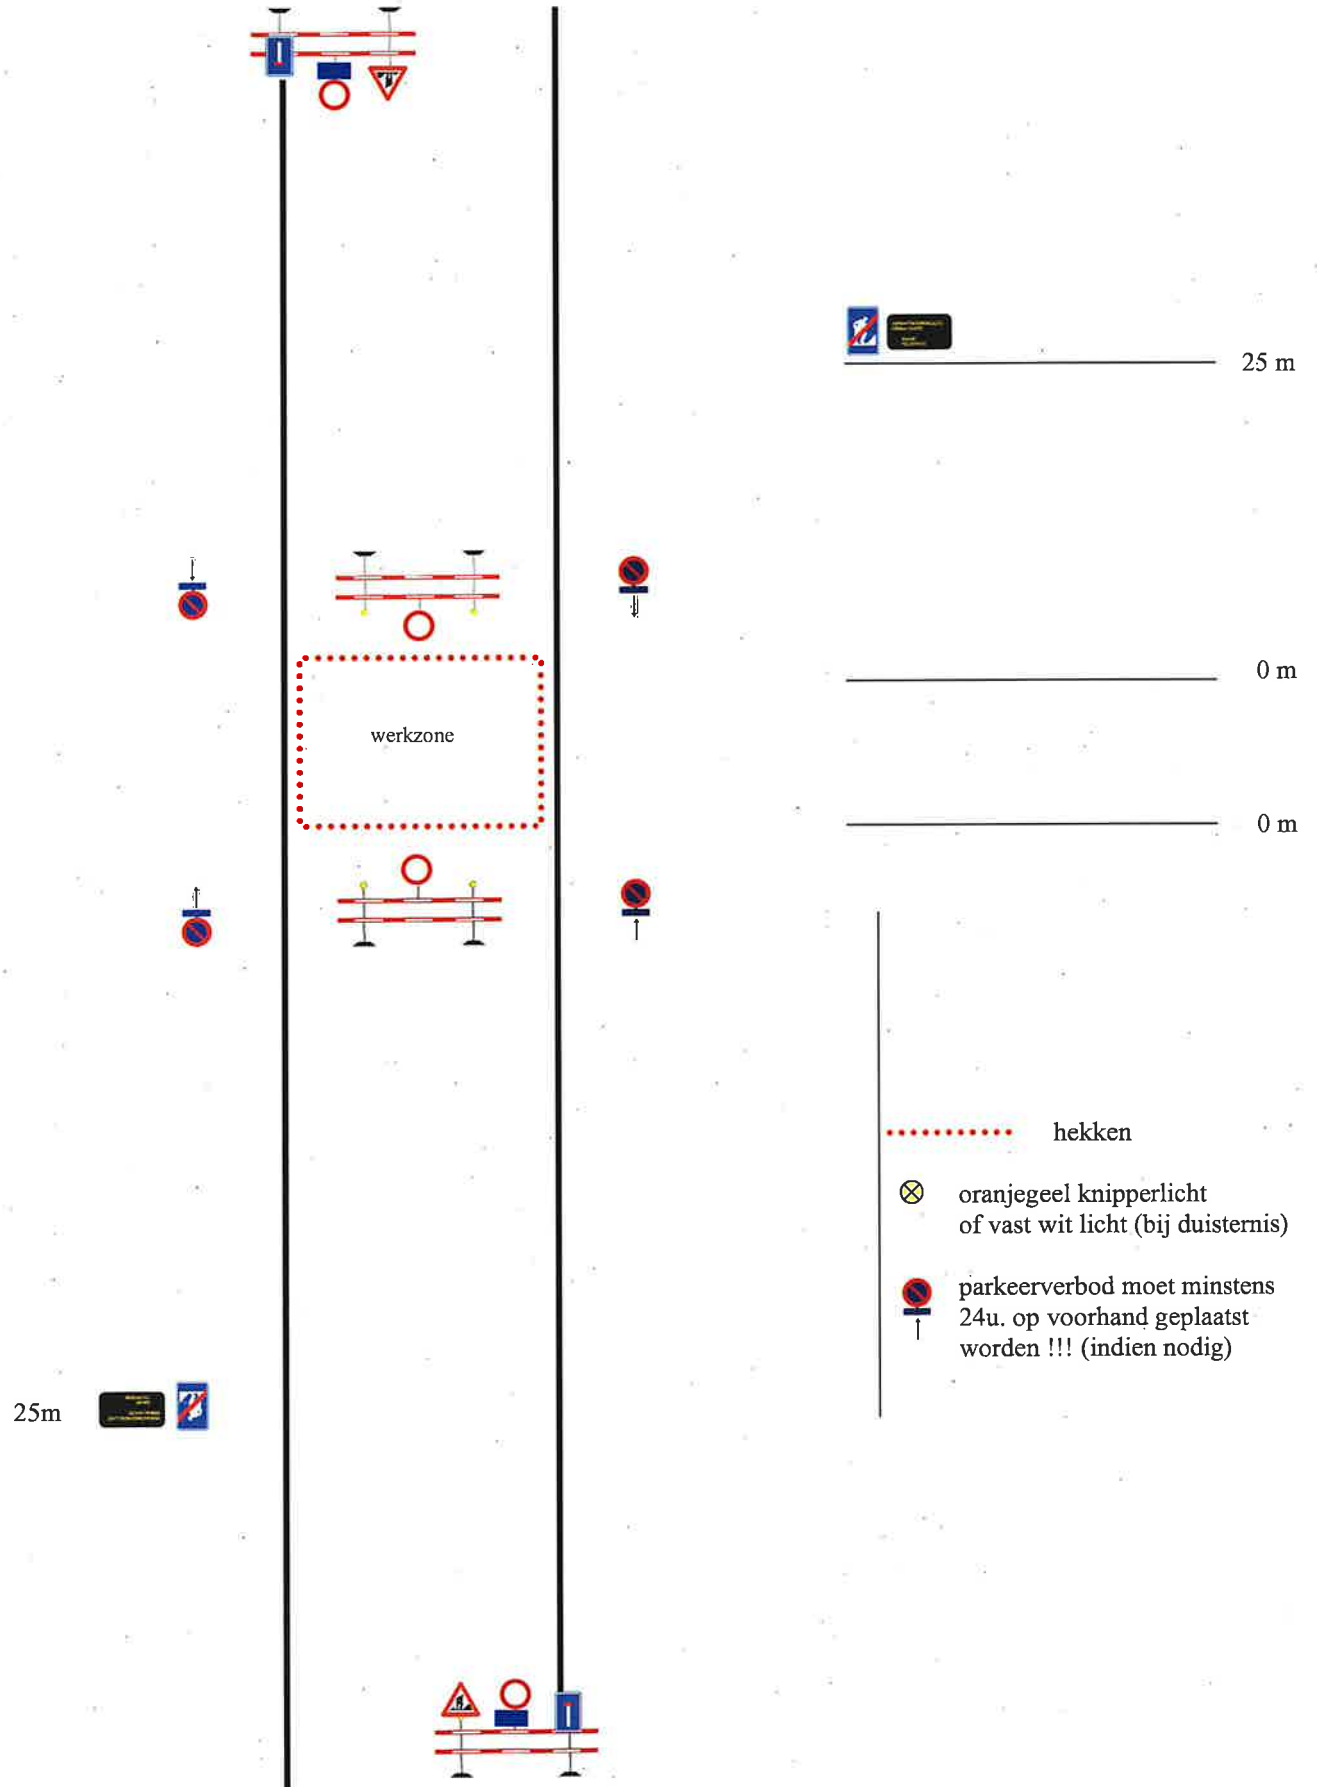 25 m
0 m
werkzone
0 m
hekken
oranjegeel knipperlicht
of vast wit licht (bij duisternis)
parkeerverbod moet minstens
24u. op voorhand geplaatst
worden !!! (indien nodig)
25m